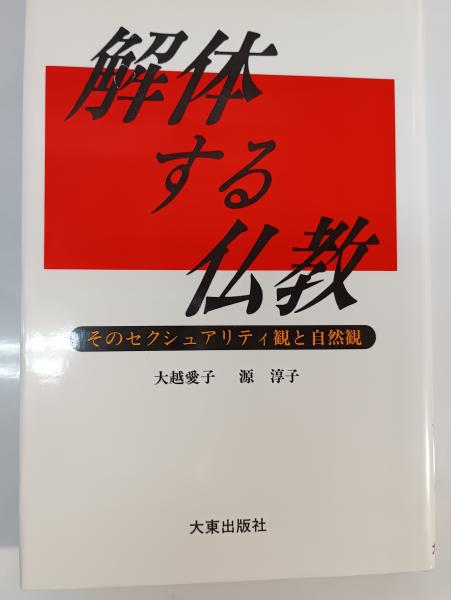 解体
する
仏教
そのセクシュアリティ観と自然観
大越愛子 源 淳子
大東出版社